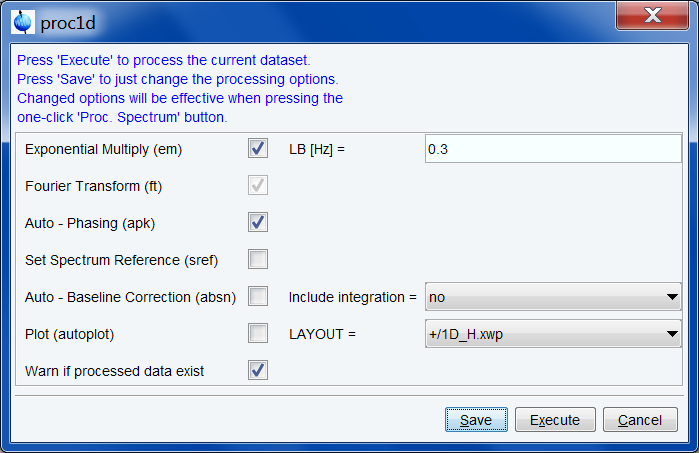 proc1d
Press 'Execute' to process the current dataset.
Press 'Save' to just change the processing options.
Changed options will be effective when pressing the
one-click 'Proc. Spectrum' button.
Exponential Multiply (em) LB [Hz] = 0.3
Fourier Transform (ft)
Auto - Phasing (apk)
Set Spectrum Reference (sref)
Auto - Baseline Correction (absn) Include integration = no
Plot (autoplot) LAYOUT = +/1D_H.xwp
Warn if processed data exist
Save Execute Cancel